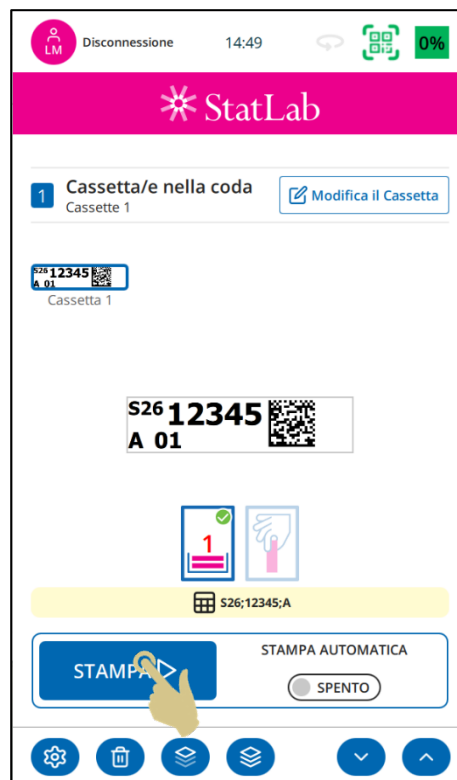 LM Disconnessione 14:49 0%
StatLab
1 Cassetta/e nella coda
Cassette 1
Modifica il Cassetta
S26 12345
A 01
Cassetta 1
S26 12345
A 01
1
S26;12345;A
STAMPA
STAMPA AUTOMATICA
SPENTO